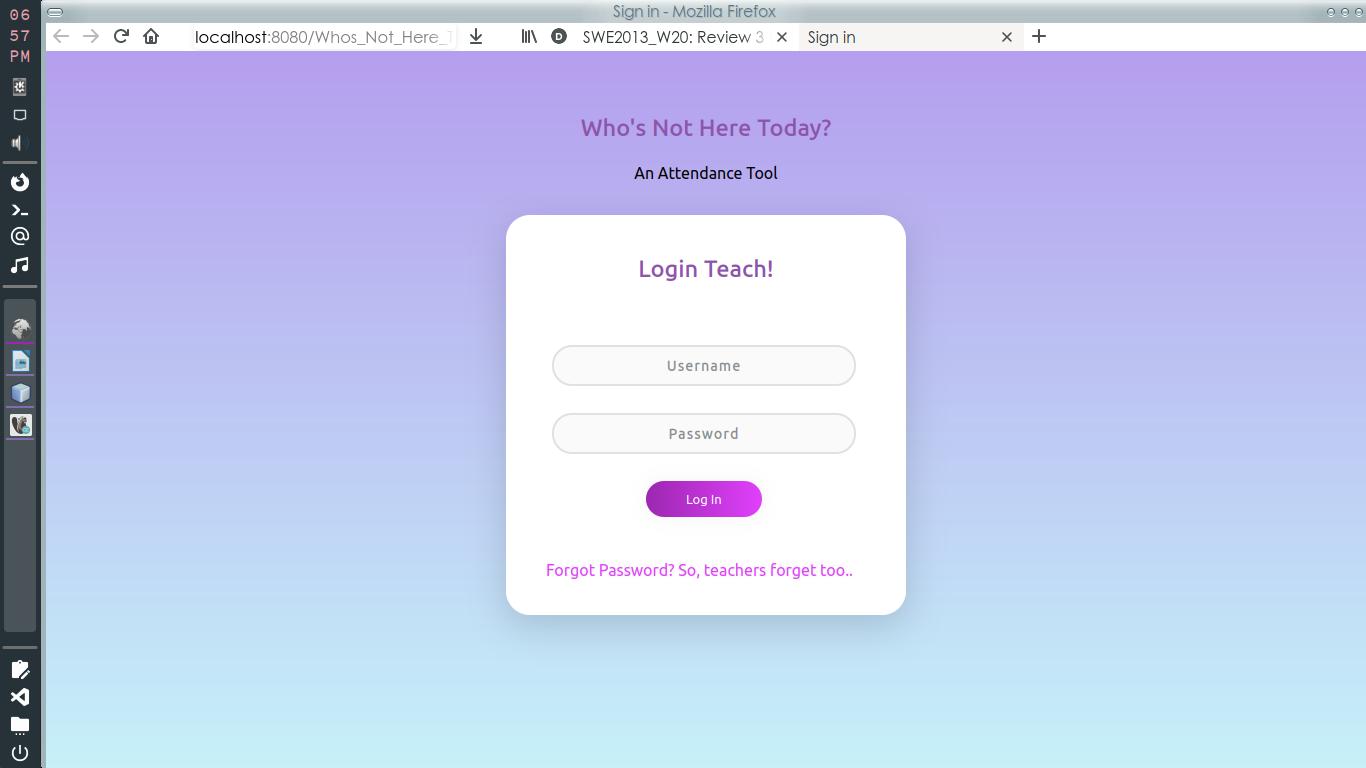 06
57
PM
Sign in - Mozilla Firefox
localhost:8080/Whos_Not_Here_
SWE2013_W20: Review 3
Sign in
Who's Not Here Today?
An Attendance Tool
Login Teach!
Username
Password
Log In
Forgot Password? So, teachers forget too..